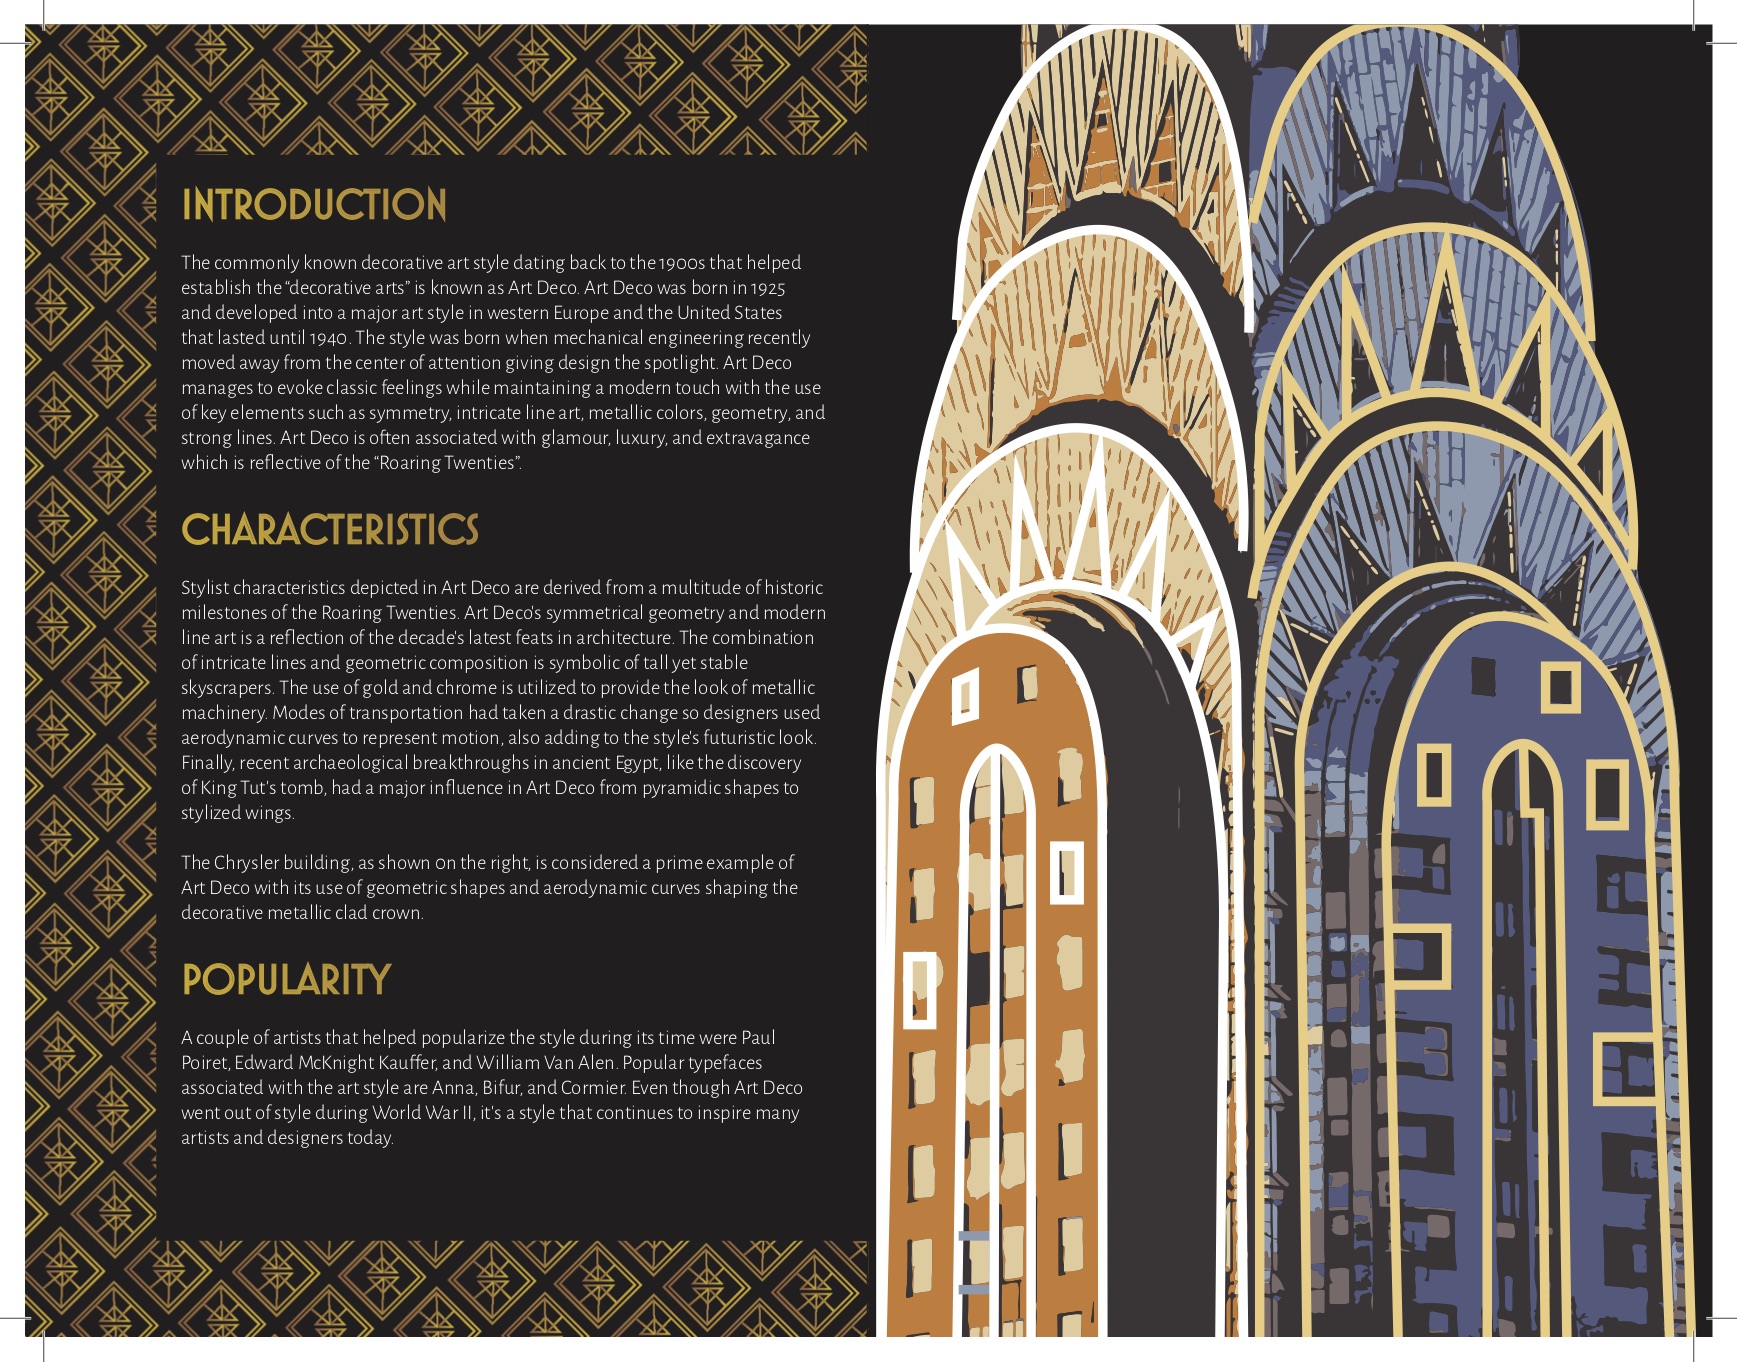 INTRODUCTION
The commonly known decorative art style dating back to the 1900s that helped
establish the “decorative arts” is known as Art Deco. Art Deco was born in 1925
and developed into a major art style in western Europe and the United States
that lasted until 1940. The style was born when mechanical engineering recently
moved away from the center of attention giving design the spotlight. Art Deco
manages to evoke classic feelings while maintaining a modern touch with the use
of key elements such as symmetry, intricate line art, metallic colors, geometry, and
strong lines. Art Deco is often associated with glamour, luxury, and extravagance
which is reflective of the “Roaring Twenties”.
CHARACTERISTICS
Stylist characteristics depicted in Art Deco are derived from a multitude of historic
milestones of the Roaring Twenties. Art Deco's symmetrical geometry and modern
line art is a reflection of the decade's latest feats in architecture. The combination
of intricate lines and geometric composition is symbolic of tall yet stable
skyscrapers. The use of gold and chrome is utilized to provide the look of metallic
machinery. Modes of transportation had taken a drastic change so designers used
aerodynamic curves to represent motion, also adding to the style's futuristic look.
Finally, recent archaeological breakthroughs in ancient Egypt, like the discovery
of King Tut's tomb, had a major influence in Art Deco from pyramidic shapes to
stylized wings.
The Chrysler building, as shown on the right, is considered a prime example of
Art Deco with its use of geometric shapes and aerodynamic curves shaping the
decorative metallic clad crown.
POPULARITY
A couple of artists that helped popularize the style during its time were Paul
Poiret, Edward McKnight Kauffer, and William Van Alen. Popular typefaces
associated with the art style are Anna, Bifur, and Cormier. Even though Art Deco
went out of style during World War II, it's a style that continues to inspire many
artists and designers today.